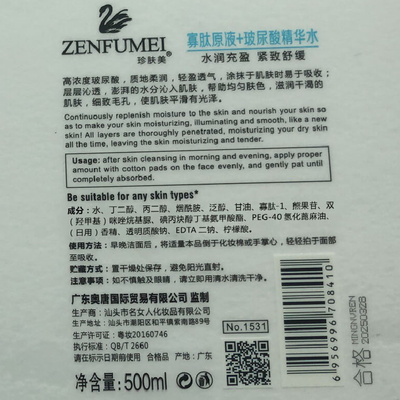 ZENFUMEI
珍肤美
寡肽原液+玻尿酸精华水
水润充盈 紧致舒缓
高浓度玻尿酸,质地柔润,轻盈透气,涂抹于肌肤时易于吸收;
层层沁透,澎湃的水分沁入肌肤,帮助均匀肤色,滋润干渴的
肌肤,细致毛孔,使肌肤平滑有光泽。
Continuously replenish moisture to the skin and nourish your skin so
as to make your skin moisturizing, illuminating and smooth, like a new
skin! All layers are thoroughly penetrated, moisturizing your dry skin
all the time, leaving the skin moisturizing and smooth.
Usage: after skin cleansing in morning and evening, apply proper
amount with cotton pads on the face evenly, and pat gently until
completely absorbed.
Be suitable for any skin types*
成分:水、丁二醇、丙二醇、烟酰胺、泛醇、甘油、寡肽-1、熊果苷、双
(羟甲基)咪唑烷基脲、碘丙炔醇丁基氨甲酸酯、PEG-40氢化蓖麻油、
(日用)香精、透明质酸钠、EDTA二钠、柠檬酸。
使用方法:早晚洁面后,将适量本品倒于化妆棉或手掌心,轻轻拍于面部
至吸收。
贮存方式:置干燥处保存,避免阳光直射。
注意事项:如不慎触及眼睛,请立即用清水清洗干净。
广东奥唐国际贸易有限公司 监制
生产商:汕头市名女人化妆品有限公司
生产地址:汕头市潮阳区和平镇紫南路89号
生产许可证号:粤妆20160746
执行标准:QB/T 2660
请在标示日期前使用 合格 产地:广东
净含量:500ml
No.1531
6 956996 708410
MINGNVREN
合格 20250328